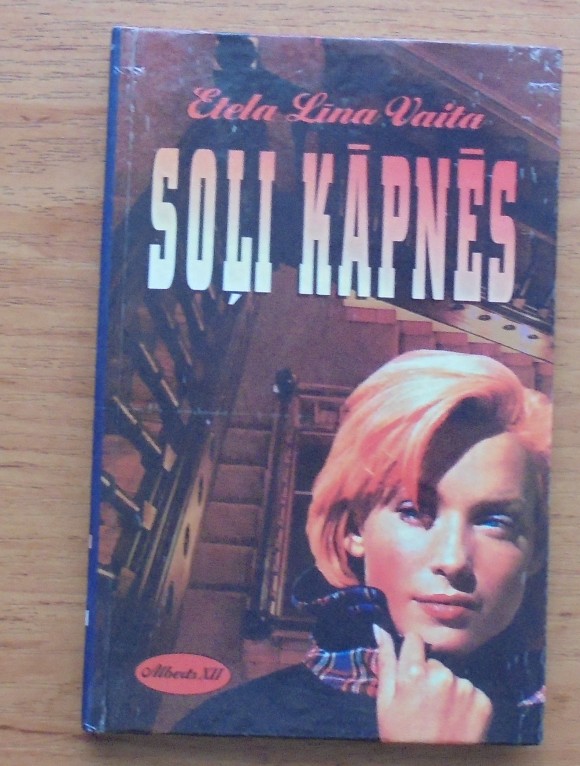 Etela Līna Vaita
SOĻI KĀPNĒS
Alberts XII